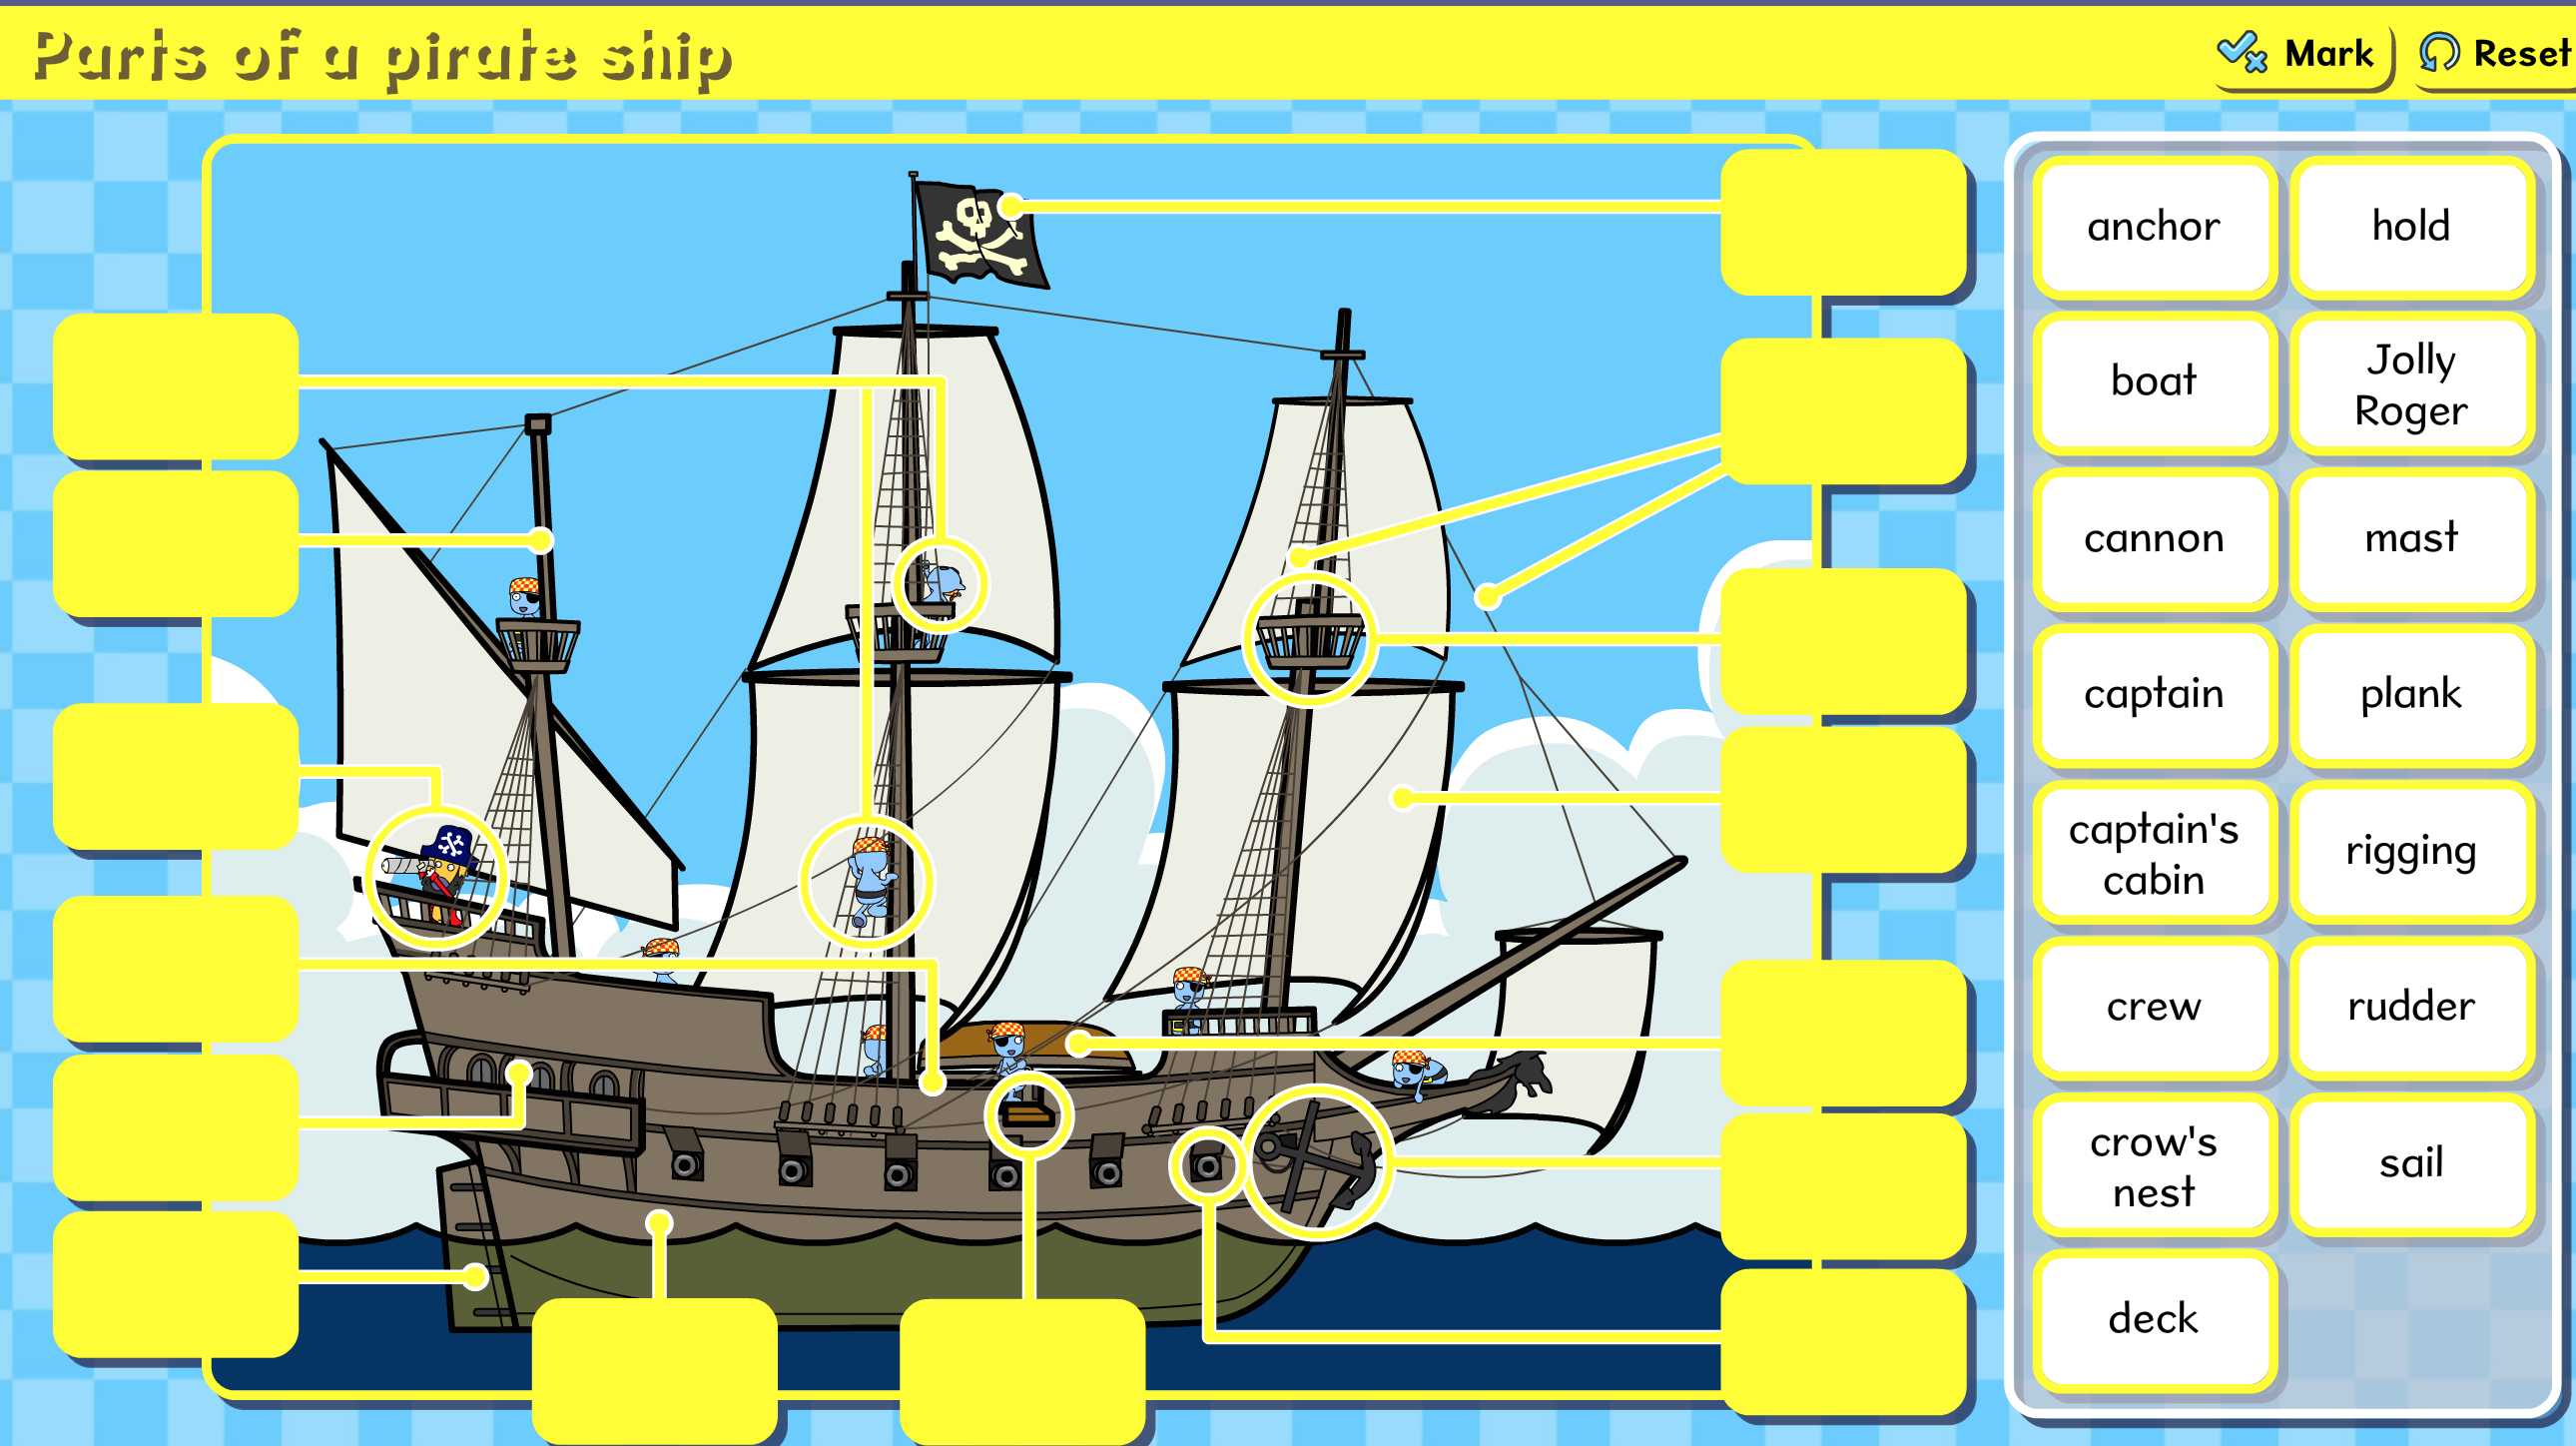 Parts of a pirate ship
Mark
Reset
anchor
hold
boat
Jolly
Roger
cannon
mast
captain
plank
captain's
cabin
rigging
crew
rudder
crow's
nest
sail
deck